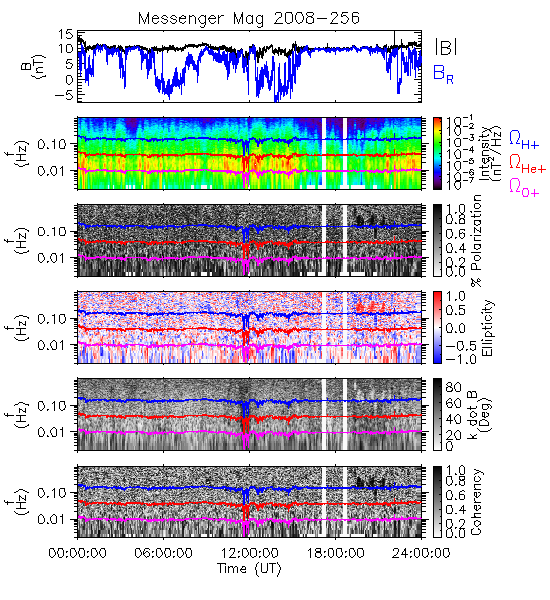 Messenger Mag 2008-256
15
10
5
0
-5
B
(nT)
|B|
B_R
0.10
0.01
f
(Hz)
10^-1
10^-2
10^-3
10^-4
10^-5
10^-6
10^-7
10
Intensity
(nT^2/Hz)
Ω_H+
Ω_He+
Ω_O+
0.10
0.01
f
(Hz)
1.0
0.8
0.6
0.4
0.2
0.0
% Polarization
0.10
0.01
f
(Hz)
1.0
0.5
0.0
-0.5
-1.0
Ellipticity
0.10
0.01
f
(Hz)
80
60
40
20
0
k dot B
(Deg)
0.10
0.01
f
(Hz)
1.0
0.8
0.6
0.4
0.2
0.0
Coherency
00:00:00 06:00:00 12:00:00 18:00:00 24:00:00
Time (UT)